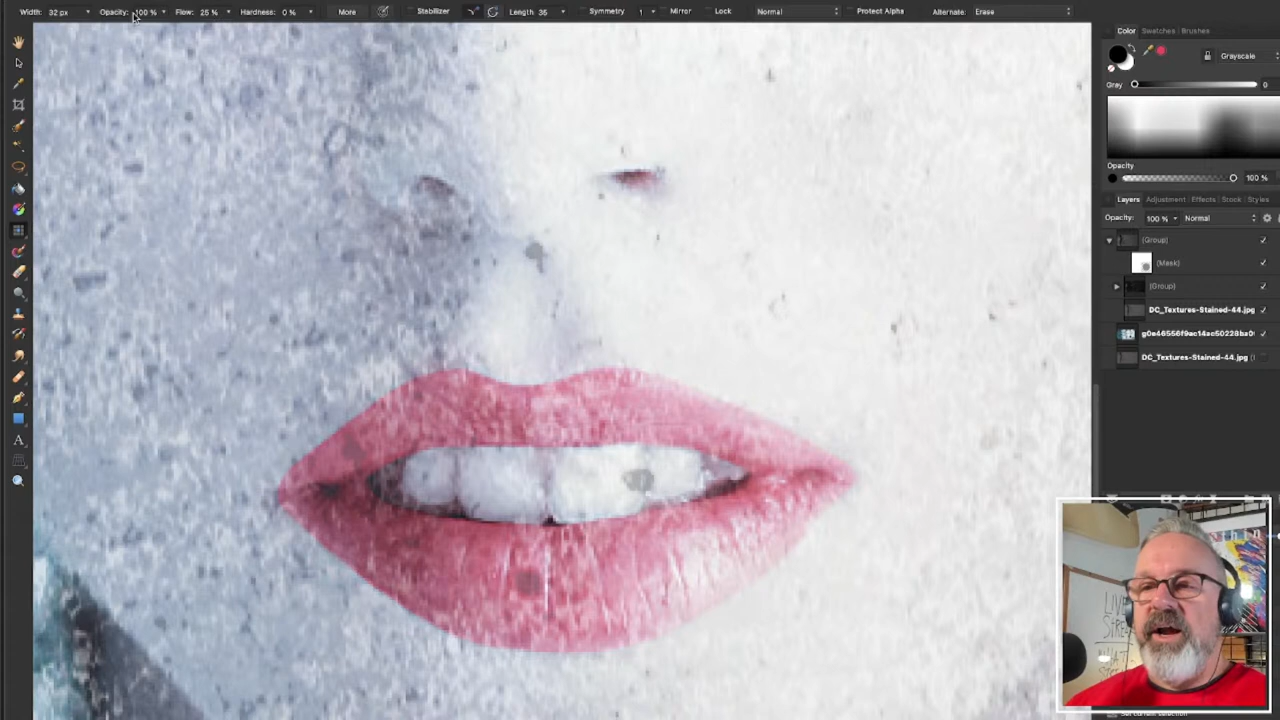 Width: 32 px Opacity: 100 % Flow: 25 % Hardness: 0 % More Stabilizer Length 35 Symmetry 1 Mirror Lock Normal Protect Alpha Alternate: Erase
Color Swatches Brushes
Grayscale
Gray 0
Opacity
100 %
Layers Adjustment Effects Stock Styles
Opacity: 100 % Normal
(Group)
(Mask)
(Group)
DC_Textures-Stained-44.jpg
DC_Textures-Stained-44.jpg
LIVE
STRE